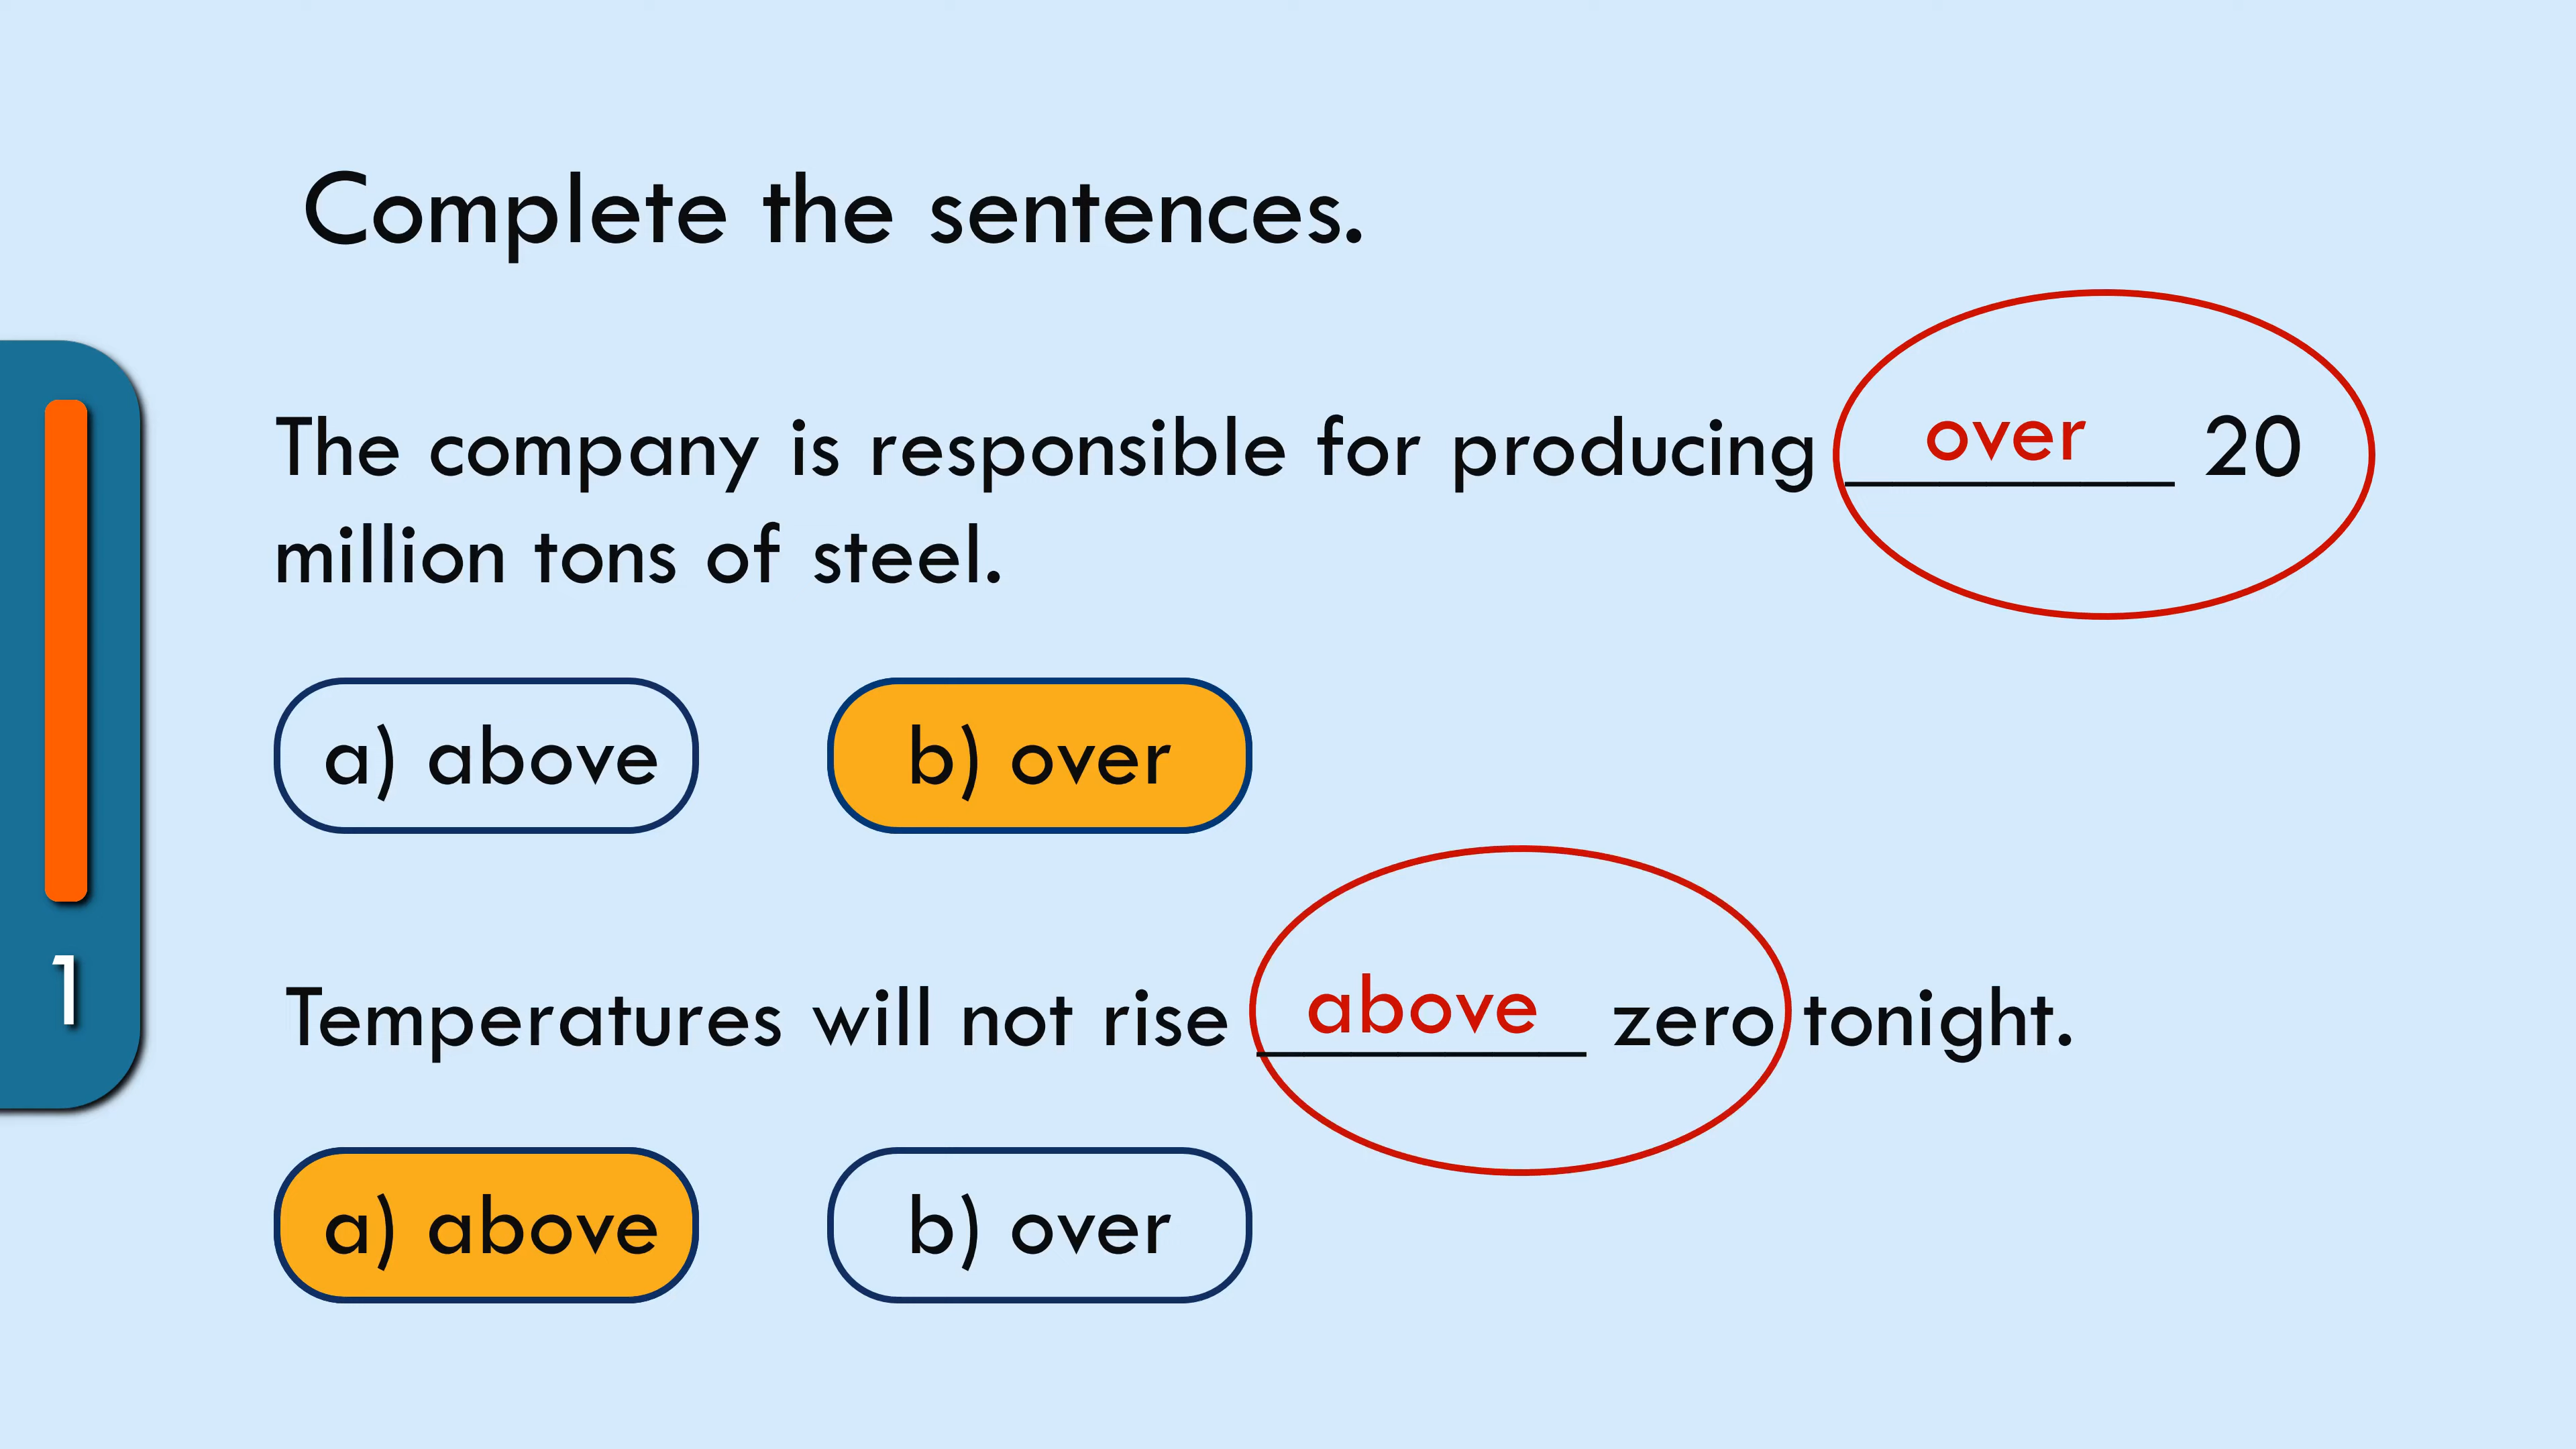 Complete the sentences.
The company is responsible for producing over 20
million tons of steel.
a) above b) over
1
Temperatures will not rise above zero tonight.
a) above b) over